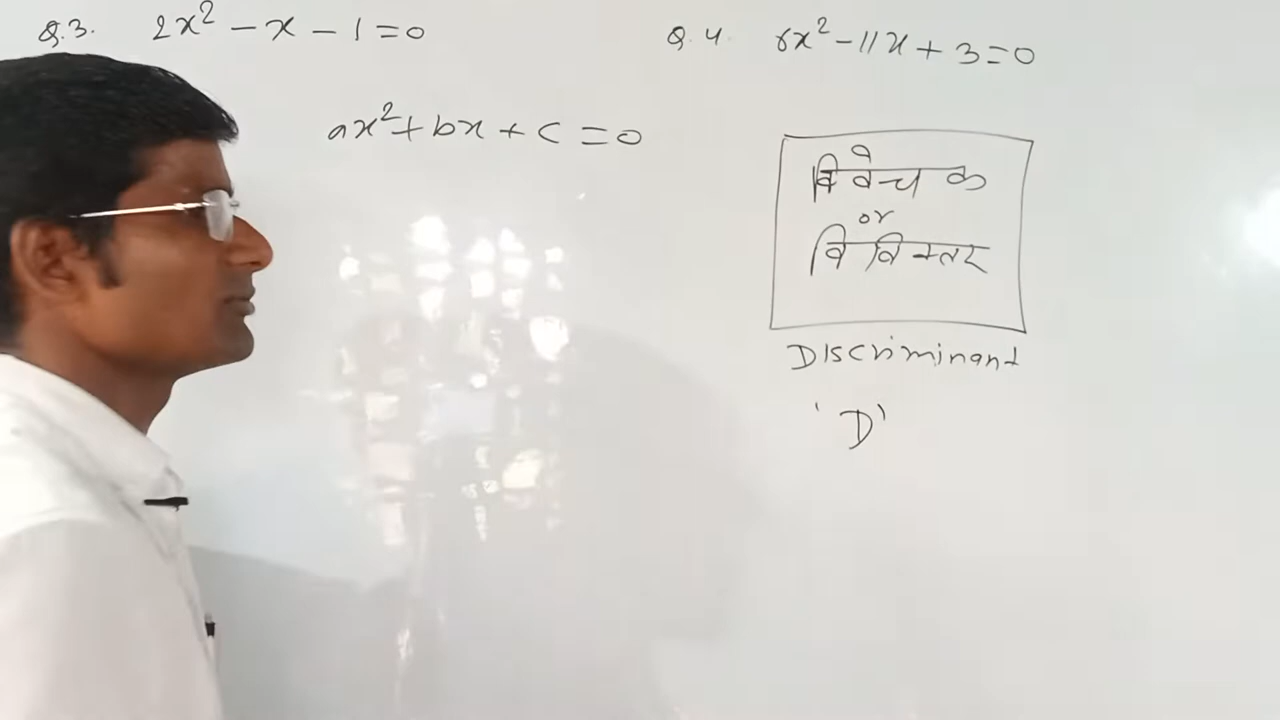 Q.3. 2x² - x - 1 = 0
Q.4. 6x² - 11x + 3 = 0
ax² + bx + c = 0
विवेचक
or
विविक्तर
Discriminant
'D'